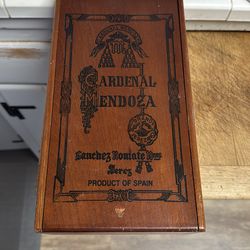 CARDENAL
MENDOZA
Sanchez Romate Hnos
Jerez
PRODUCT OF SPAIN